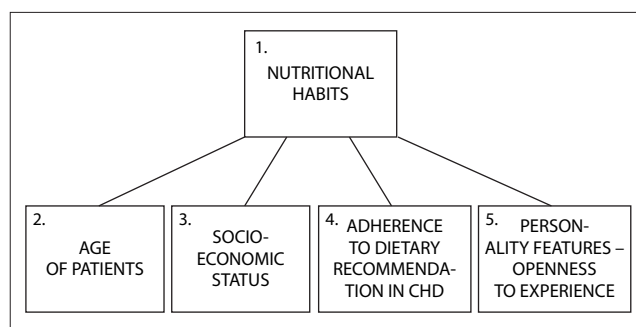 1.
NUTRITIONAL
HABITS
2.
AGE
OF PATIENTS
3.
SOCIO-
ECONOMIC
STATUS
4.
ADHERENCE
TO DIETARY
RECOMMENDA-
TION IN CHD
5.
PERSON-
ALITY FEATURES –
OPENNESS
TO EXPERIENCE